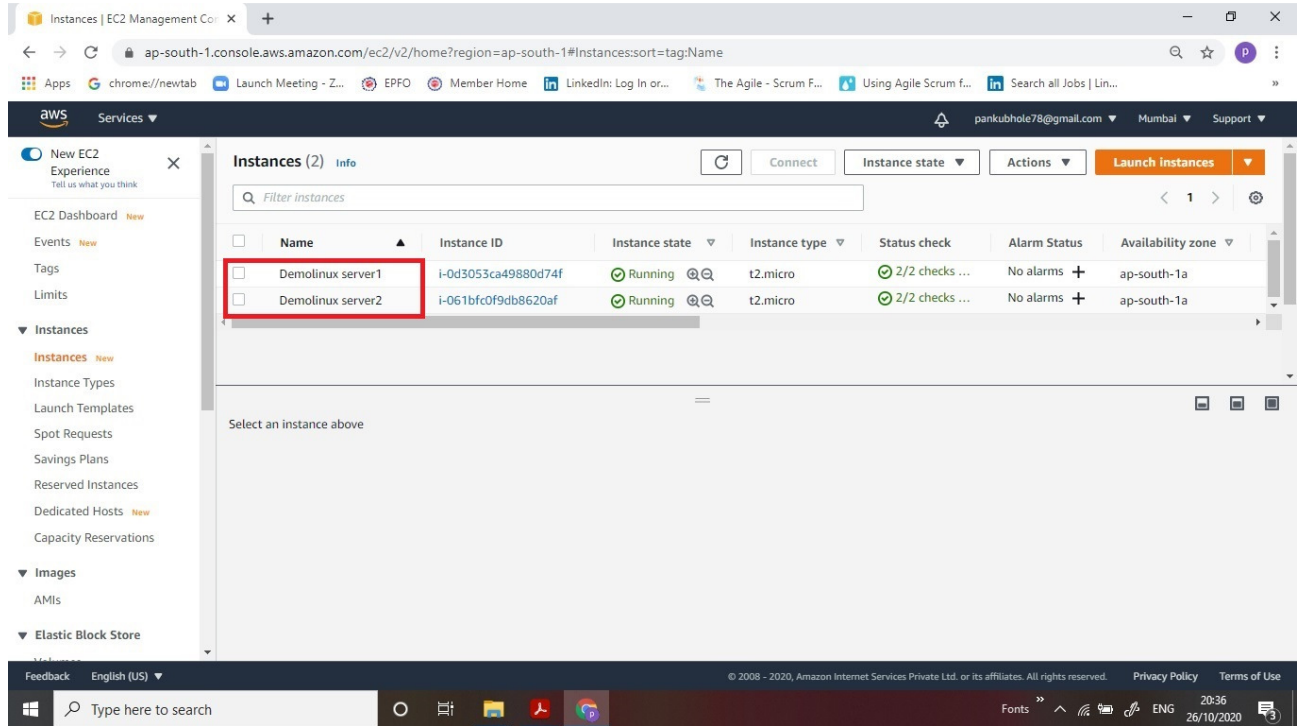 Instances | EC2 Management Cor
ap-south-1.console.aws.amazon.com/ec2/v2/home?region=ap-south-1#Instances:sort=tag:Name
p
Apps chrome://newtab Launch Meeting - Z... EPFO Member Home LinkedIn: Log In or... The Agile - Scrum F... Using Agile Scrum f... Search all Jobs | Lin... »
aws Services ▼ pankubhole78@gmail.com ▼ Mumbai ▼ Support ▼
New EC2
Experience
Tell us what you think
EC2 Dashboard New
Events New
Tags
Limits
▼ Instances
Instances New
Instance Types
Launch Templates
Spot Requests
Savings Plans
Reserved Instances
Dedicated Hosts New
Capacity Reservations
▼ Images
AMIs
▼ Elastic Block Store
Instances (2) Info Connect Instance state ▼ Actions ▼ Launch instances ▼
Filter instances < 1 >
Name ▲ Instance ID Instance state Instance type Status check Alarm Status Availability zone
Demolinux server1 i-0d3053ca49880d74f Running t2.micro 2/2 checks ... No alarms + ap-south-1a
Demolinux server2 i-061bfc0f9db8620af Running t2.micro 2/2 checks ... No alarms + ap-south-1a
Select an instance above
Feedback English (US) ▼ © 2008 - 2020, Amazon Internet Services Private Ltd. or its affiliates. All rights reserved. Privacy Policy Terms of Use
Type here to search Fonts » ENG 20:36
26/10/2020 3